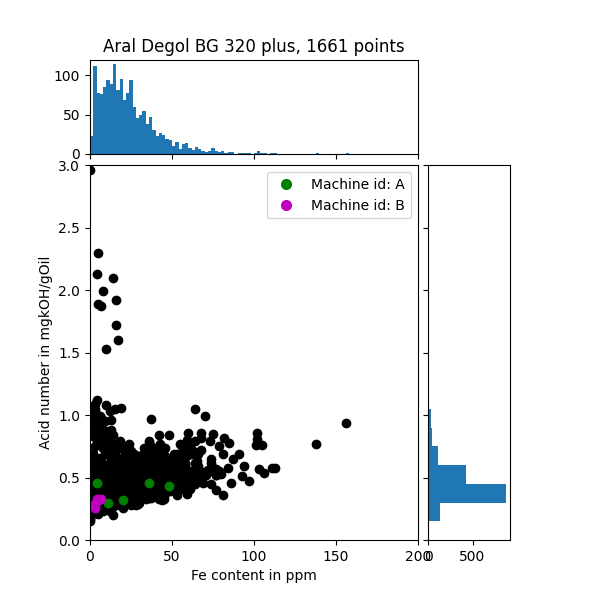 Aral Degol BG 320 plus, 1661 points
100
50
0
3.0
2.5
2.0
1.5
1.0
0.5
0.0
Machine id: A
Machine id: B
Acid number in mgkOH/gOil
0 50 100 150 200
0 500
Fe content in ppm